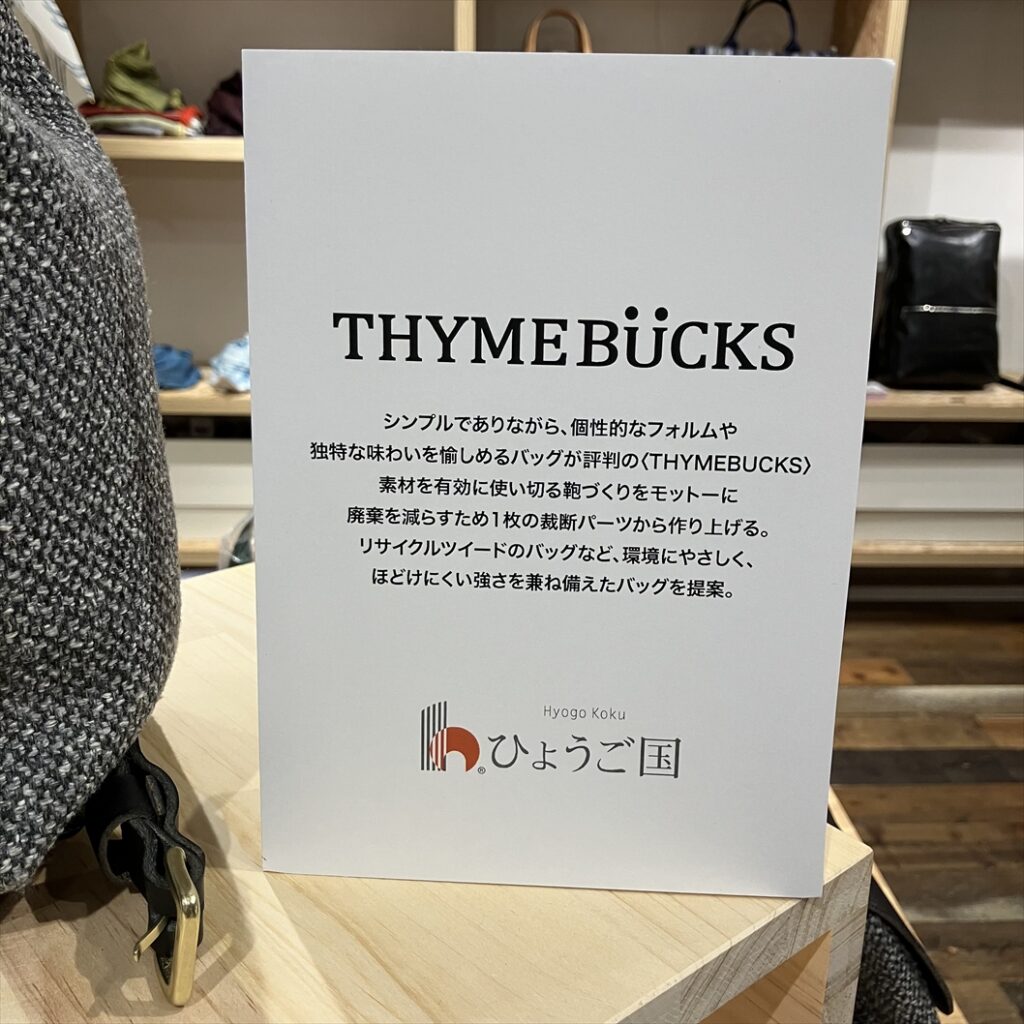 THYMEBÜCKS
シンプルでありながら、個性的なフォルムや
独特な味わいを愉しめるバッグが評判の〈THYMEBUCKS〉
素材を有効に使い切る鞄づくりをモットーに
廃棄を減らすため1枚の裁断パーツから作り上げる。
リサイクルツイードのバッグなど、環境にやさしく、
ほどけにくい強さを兼ね備えたバッグを提案。
Hyogo Koku
®ひょうご国